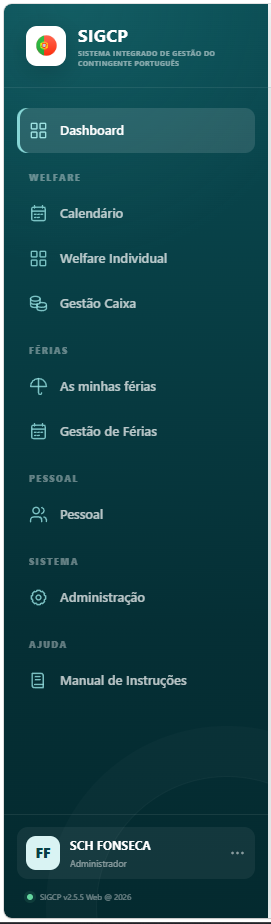 SIGCP
SISTEMA INTEGRADO DE GESTÃO DO
CONTINGENTE PORTUGUÊS
Dashboard
WELFARE
Calendário
Welfare Individual
Gestão Caixa
FÉRIAS
As minhas férias
Gestão de Férias
PESSOAL
Pessoal
SISTEMA
Administração
AJUDA
Manual de Instruções
FF
SCH FONSECA
Administrador
SIGCP v2.5.5 Web @ 2026